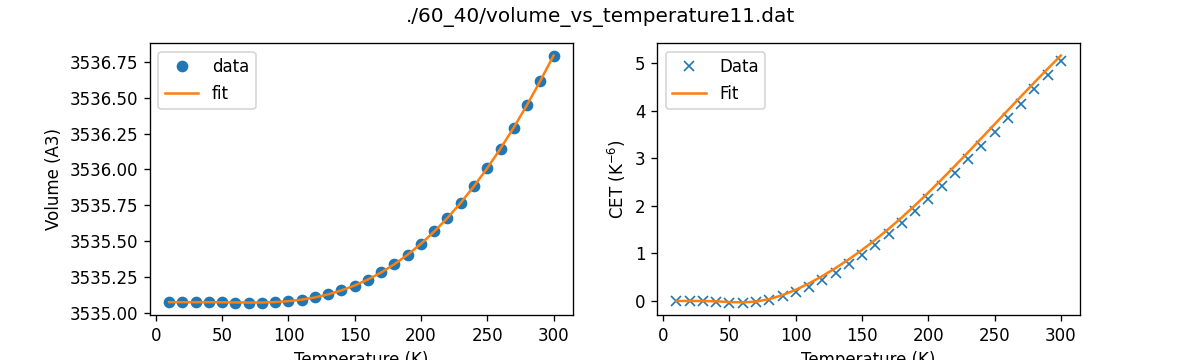 ./60_40/volume_vs_temperature11.dat
data
fit
Volume (A3)
3536.75
3536.50
3536.25
3536.00
3535.75
3535.50
3535.25
3535.00
0 50 100 150 200 250 300
Temperature (K)
Data
Fit
CET (K⁻⁶)
5
4
3
2
1
0
0 50 100 150 200 250 300
Temperature (K)